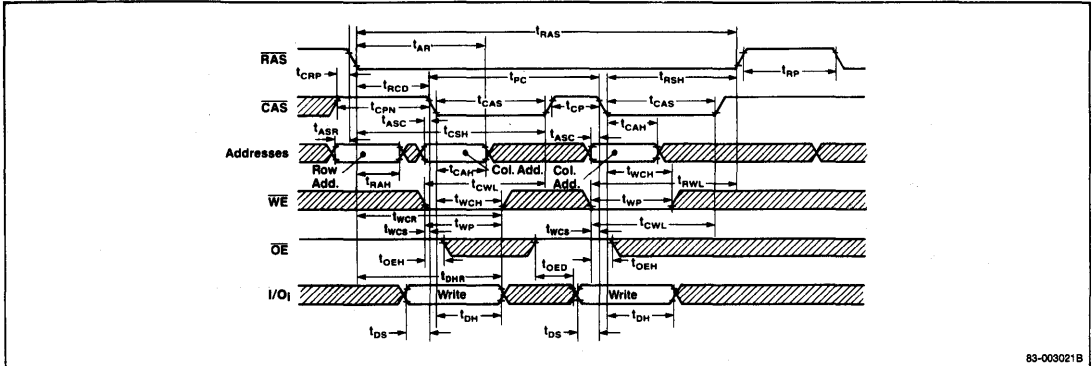 tRAS
tAR
RAS
tCRP
tRCD
tPC
tRSH
tRP
CAS
tCPN
tCAS
tCP
tCAS
tASC
tCSH
tASC
tCAH
tASR
Addresses
Row Add.
tRAH
tCAH
Col. Add.
Col. Add.
tWCH
tRWL
tCWL
WE
tWCH
tWP
tWCR
tWP
tWCS
tWCS
tCWL
OE
tOEH
tOED
tOEH
tDHR
I/Oi
Write
Write
tDH
tDH
tDS
tDS
83-003021B